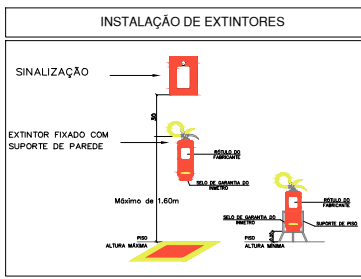 INSTALAÇÃO DE EXTINTORES
SINALIZAÇÃO
EXTINTOR FIXADO COM
SUPORTE DE PAREDE
RÓTULO DO
FABRICANTE
SELO DE GARANTIA DO
INMETRO
Máximo de 1.60m
PISO
ALTURA MÁXIMA
RÓTULO DO
FABRICANTE
SELO DE GARANTIA DO
INMETRO
SUPORTE DE PISO
PISO
ALTURA MÍNIMA